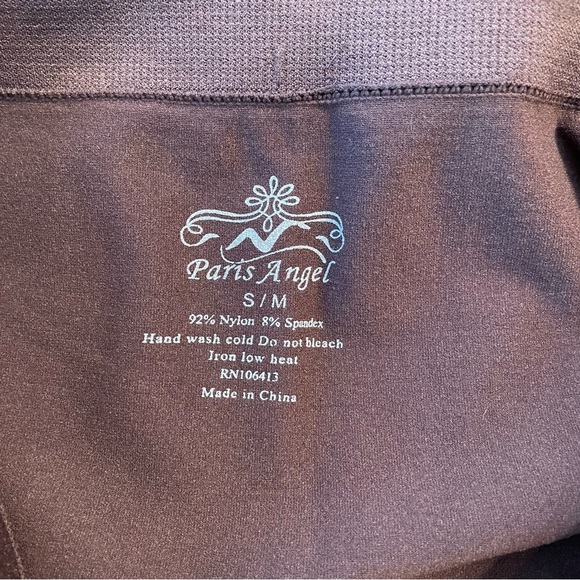 Paris Angel
S / M
92% Nylon 8% Spandex
Hand wash cold Do not bleach
Iron low heat
RN106413
Made in China